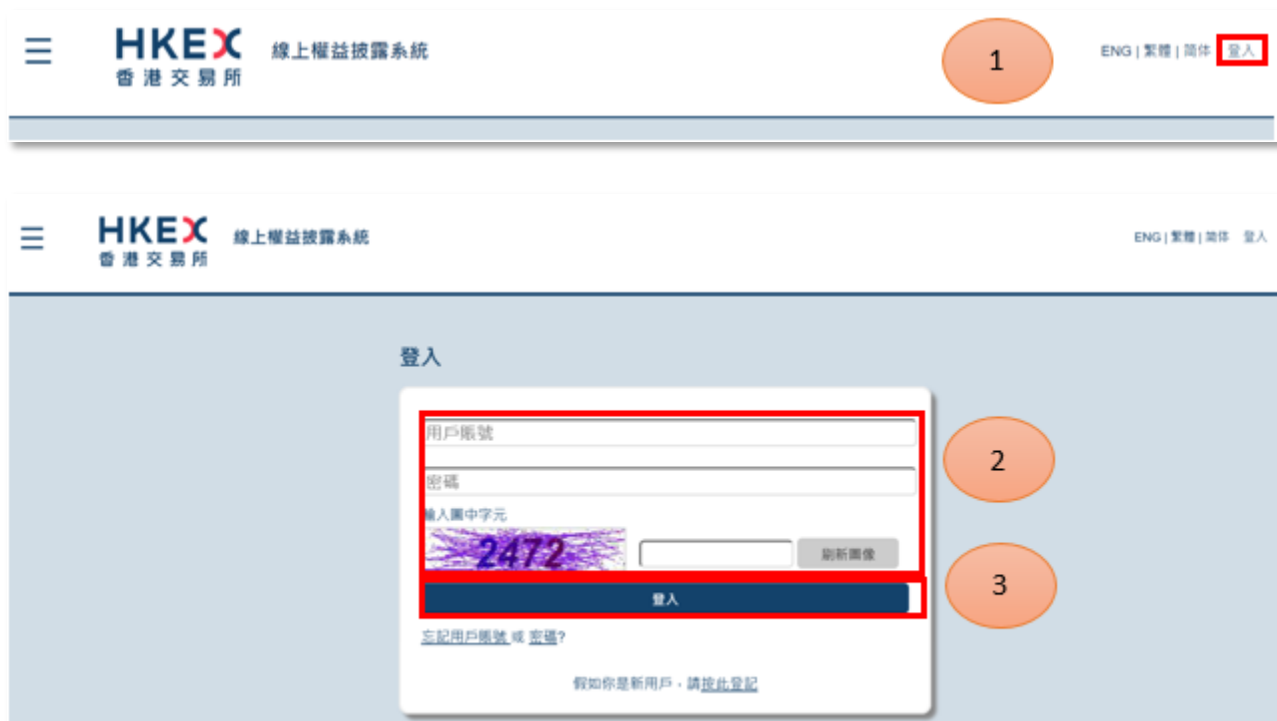 HKEX 線上權益披露系統 1 ENG | 繁體 | 简体 登入
香港交易所
HKEX 線上權益披露系統 ENG | 繁體 | 简体 登入
香港交易所
登入
用戶賬號
密碼
2
輸入圖中字元
2472 刷新圖像
登入
3
忘記用戶賬號 或 密碼?
假如你是新用戶，請按此登記